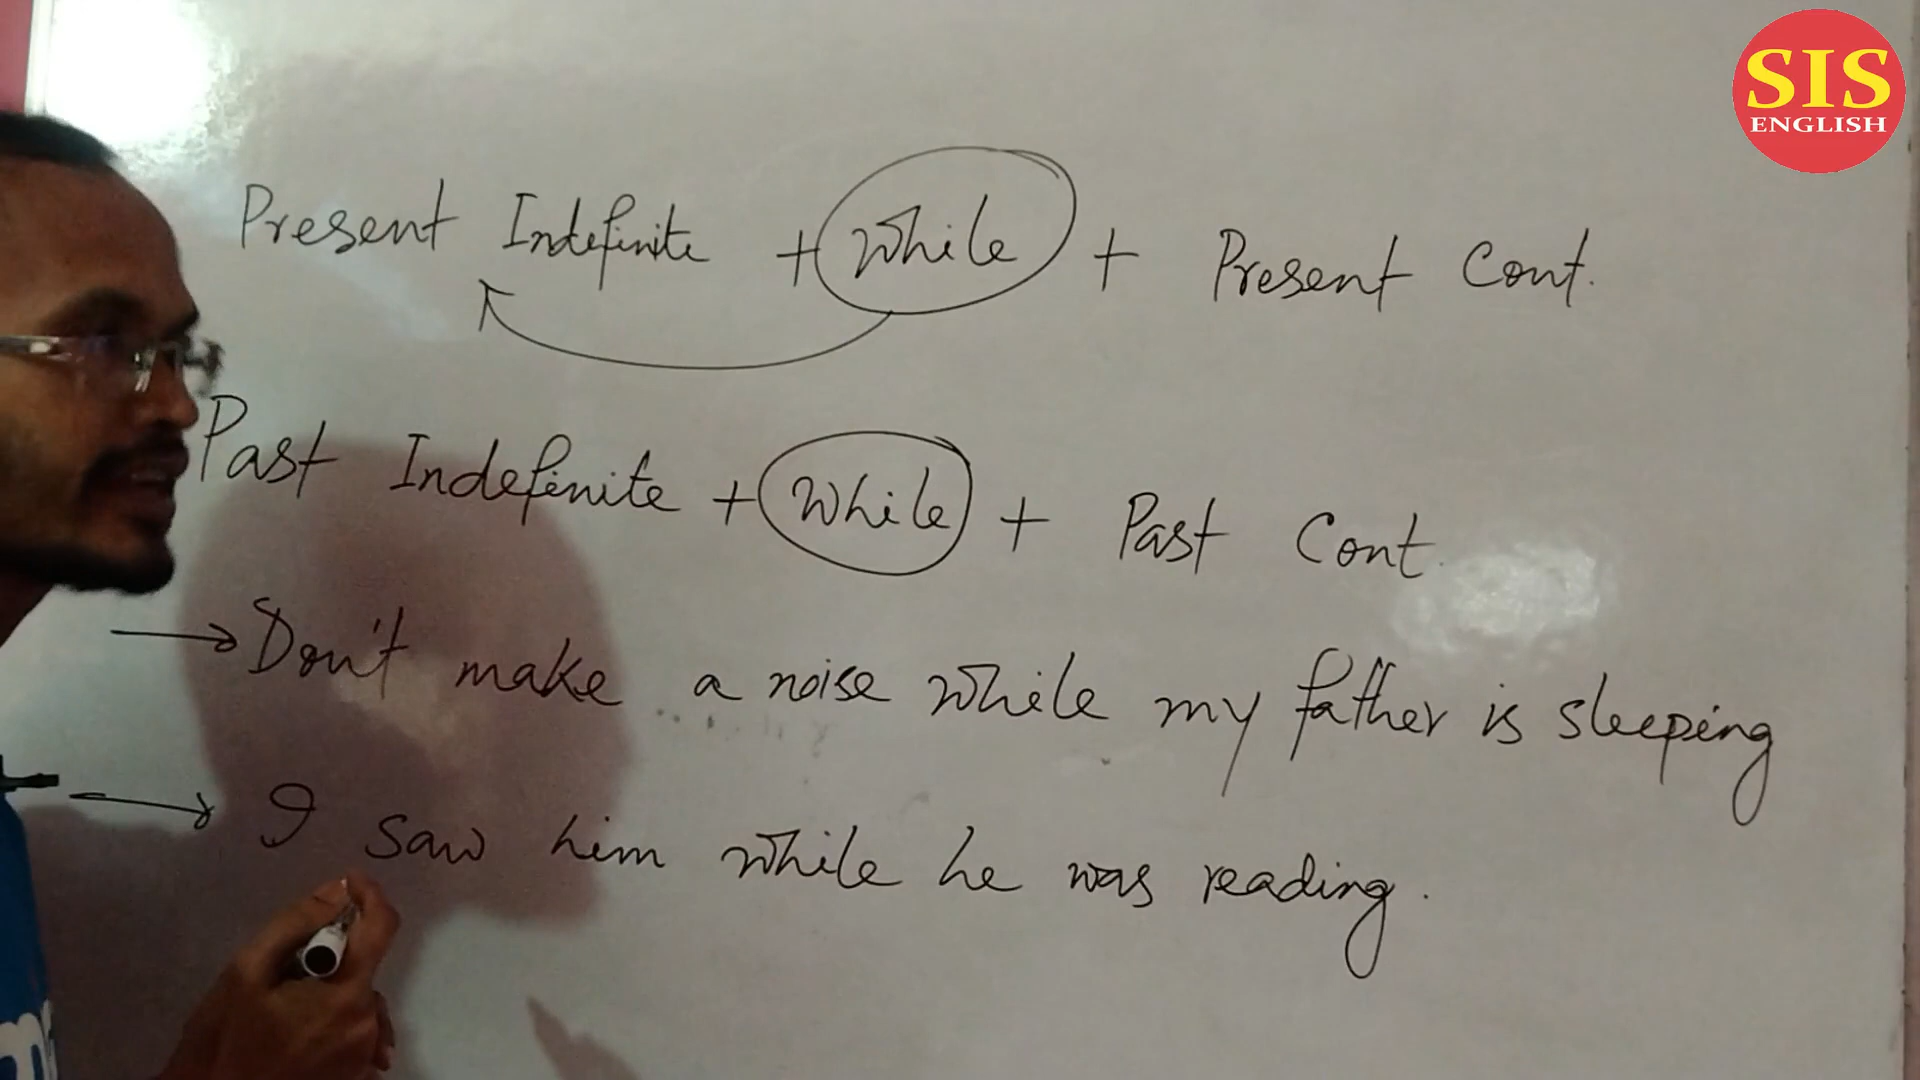 SIS
ENGLISH
Present Indefinite + While + Present Cont.
Past Indefinite + While + Past Cont.
→ Don't make a noise while my father is sleeping
→ I saw him while he was reading.